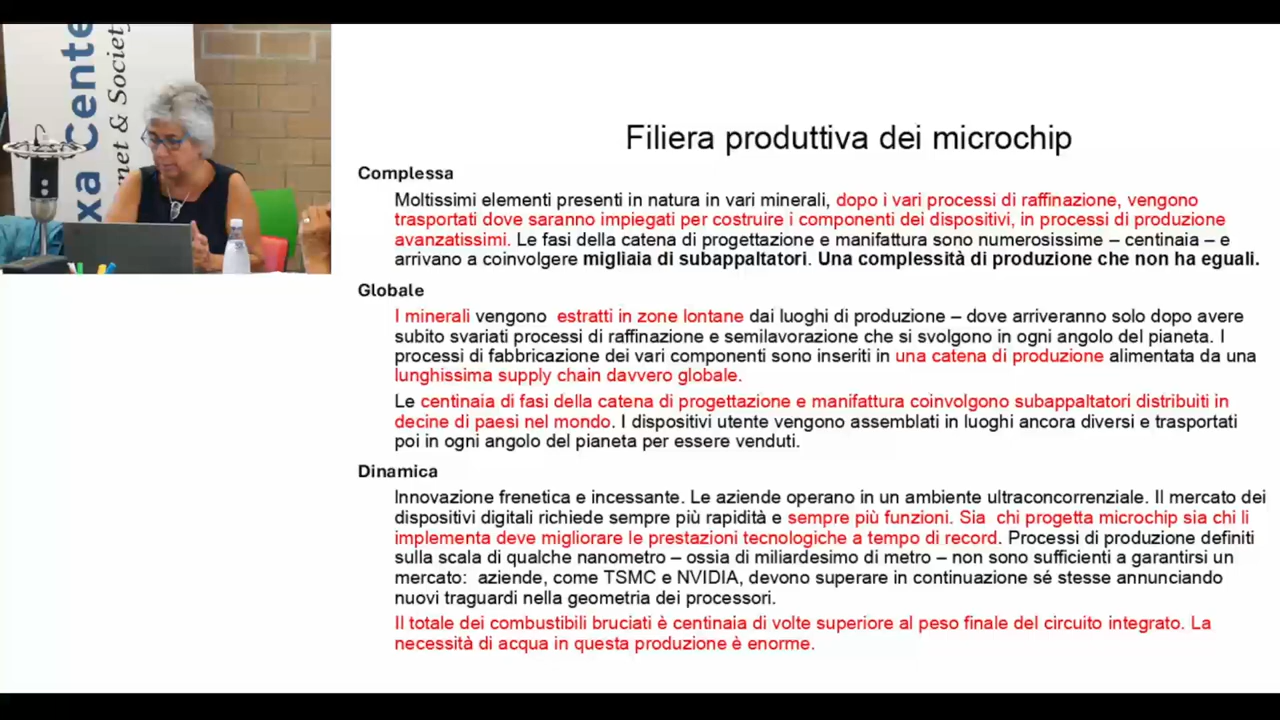 xa Cente
net & Society
Filiera produttiva dei microchip
Complessa
Moltissimi elementi presenti in natura in vari minerali, dopo i vari processi di raffinazione, vengono
trasportati dove saranno impiegati per costruire i componenti dei dispositivi, in processi di produzione
avanzatissimi. Le fasi della catena di progettazione e manifattura sono numerosissime – centinaia – e
arrivano a coinvolgere migliaia di subappaltatori. Una complessità di produzione che non ha eguali.
Globale
I minerali vengono estratti in zone lontane dai luoghi di produzione – dove arriveranno solo dopo avere
subito svariati processi di raffinazione e semilavorazione che si svolgono in ogni angolo del pianeta. I
processi di fabbricazione dei vari componenti sono inseriti in una catena di produzione alimentata da una
lunghissima supply chain davvero globale.
Le centinaia di fasi della catena di progettazione e manifattura coinvolgono subappaltatori distribuiti in
decine di paesi nel mondo. I dispositivi utente vengono assemblati in luoghi ancora diversi e trasportati
poi in ogni angolo del pianeta per essere venduti.
Dinamica
Innovazione frenetica e incessante. Le aziende operano in un ambiente ultraconcorrenziale. Il mercato dei
dispositivi digitali richiede sempre più rapidità e sempre più funzioni. Sia chi progetta microchip sia chi li
implementa deve migliorare le prestazioni tecnologiche a tempo di record. Processi di produzione definiti
sulla scala di qualche nanometro – ossia di miliardesimo di metro – non sono sufficienti a garantirsi un
mercato: aziende, come TSMC e NVIDIA, devono superare in continuazione sé stesse annunciando
nuovi traguardi nella geometria dei processori.
Il totale dei combustibili bruciati è centinaia di volte superiore al peso finale del circuito integrato. La
necessità di acqua in questa produzione è enorme.